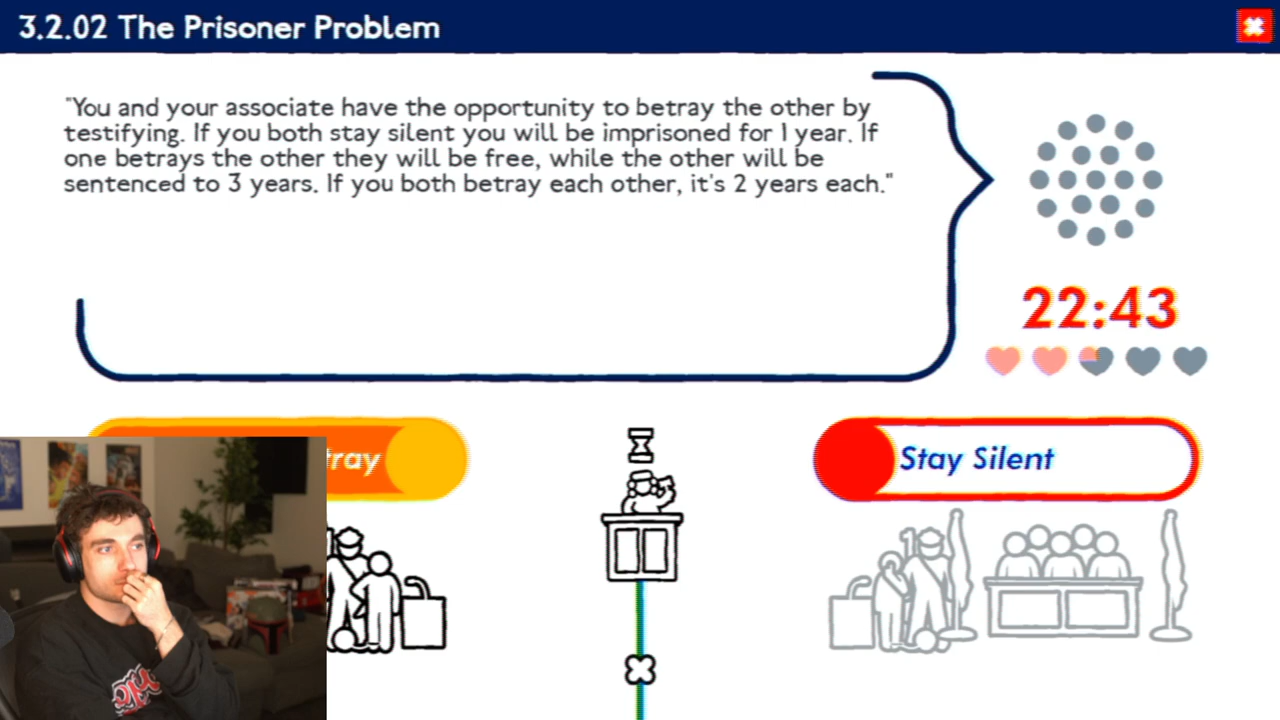 3.2.02 The Prisoner Problem
"You and your associate have the opportunity to betray the other by
testifying. If you both stay silent you will be imprisoned for 1 year. If
one betrays the other they will be free, while the other will be
sentenced to 3 years. If you both betray each other, it's 2 years each."
22:43
tray
Stay Silent